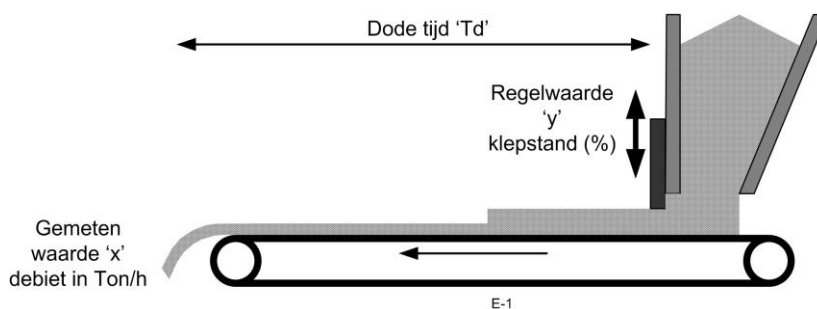 Dode tijd ‘Td’
Regelwaarde
‘y’
klepstand (%)
Gemeten
waarde ‘x’
debiet in Ton/h
E-1